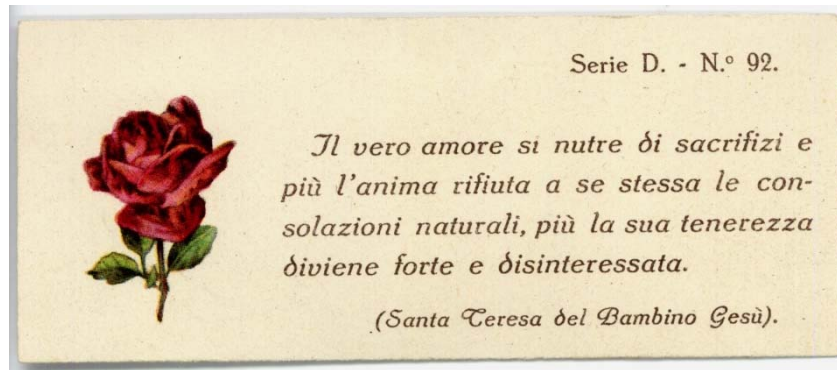 Serie D. - N.º 92.
Il vero amore si nutre di sacrifizi e
più l'anima rifiuta a se stessa le con-
solazioni naturali, più la sua tenerezza
diviene forte e disinteressata.
(Santa Teresa del Bambino Gesù).